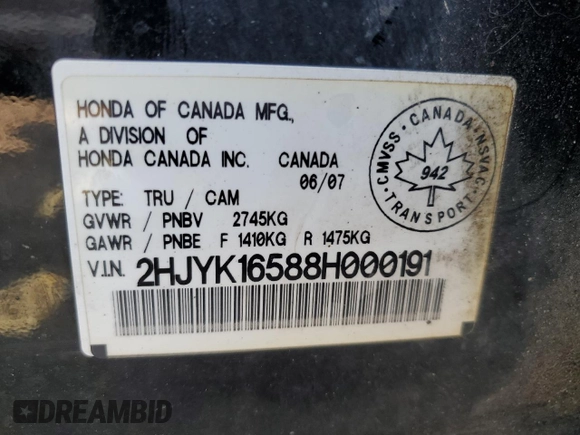 HONDA OF CANADA MFG.,
A DIVISION OF
HONDA CANADA INC. CANADA
06/07
TYPE: TRU / CAM
GVWR / PNBV 2745KG
GAWR / PNBE F 1410KG R 1475KG
V.I.N. 2HJYK16588H000191
CMVSS · CANADA · NSVAC
942
· TRANSPORT ·
DREAMBID